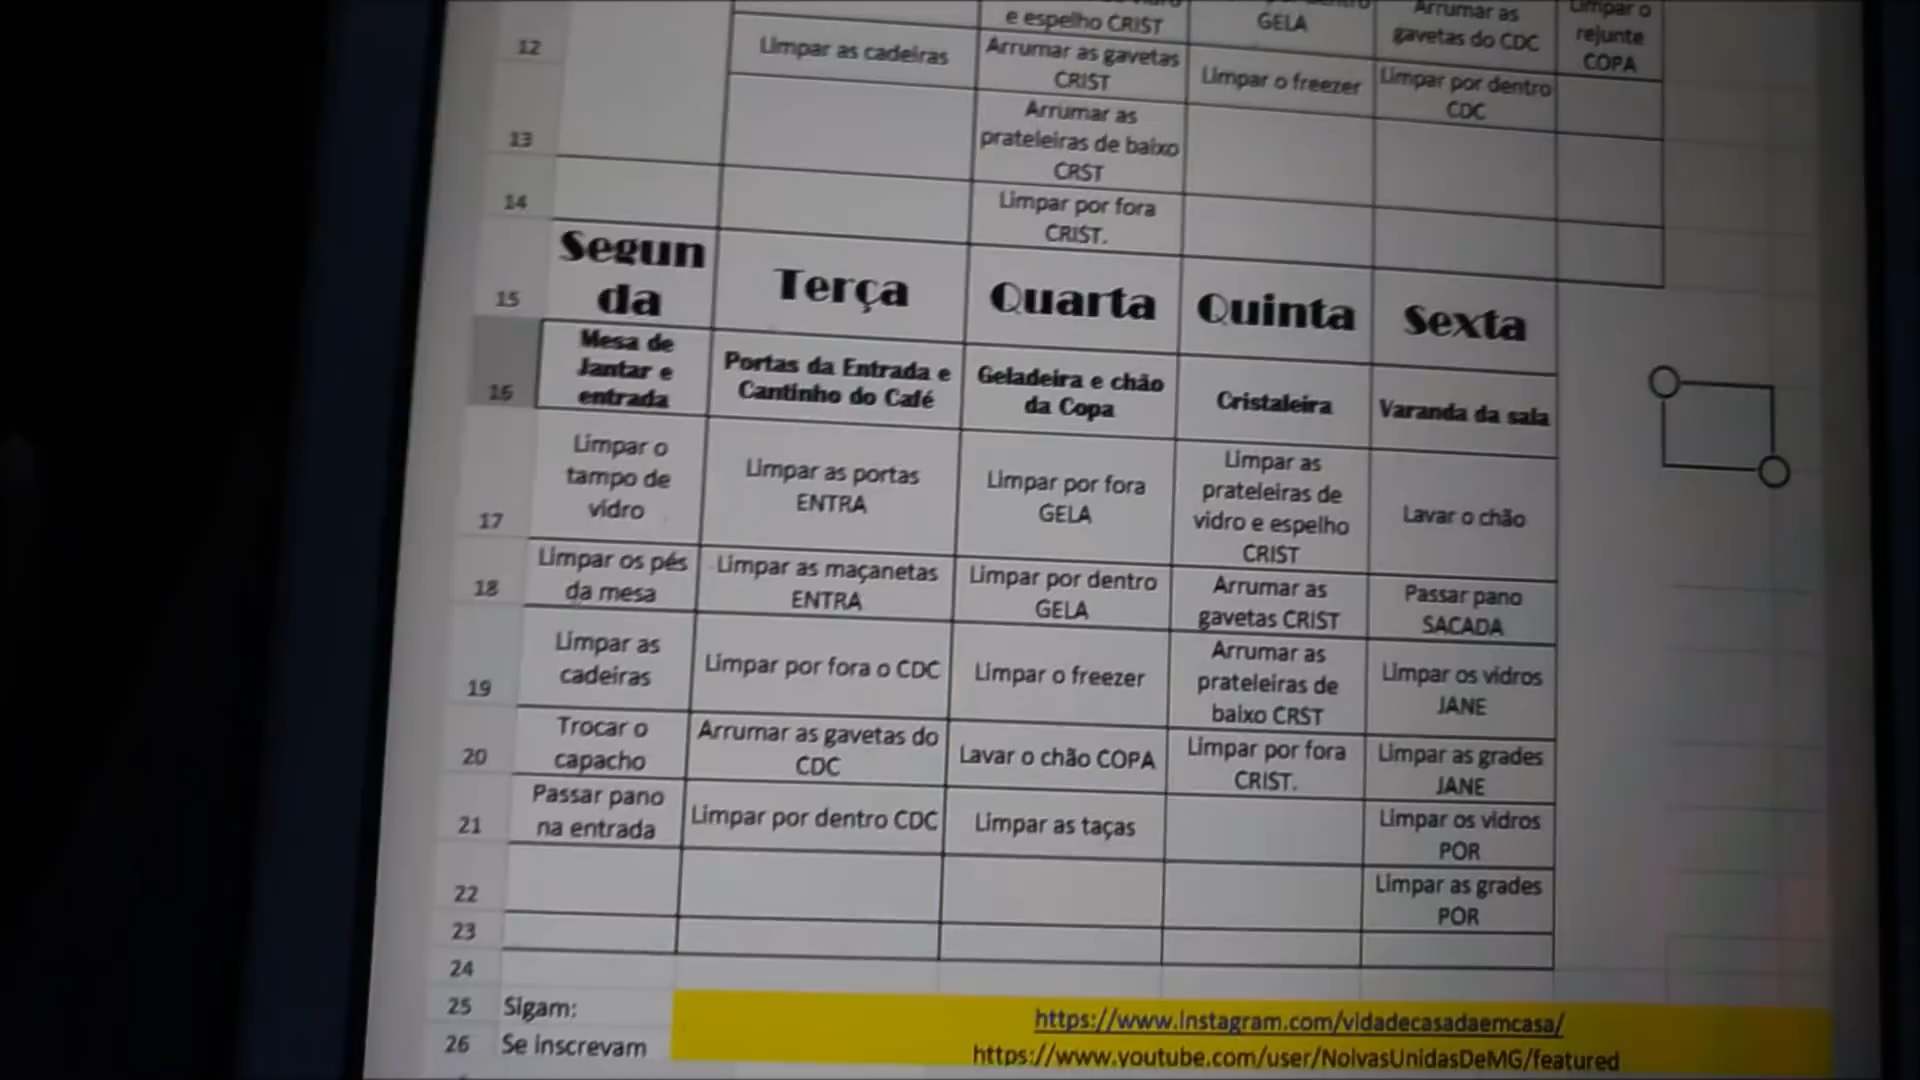 e espelho CRIST
GELA
Arrumar as
gavetas do CDC
Limpar o
rejunte
COPA
12
Limpar as cadeiras
Arrumar as gavetas
CRIST
Limpar o freezer
Limpar por dentro
CDC
13
Arrumar as
prateleiras de baixo
CRST
14
Limpar por fora
CRIST.
15
Segun
da
Terça
Quarta
Quinta
Sexta
16
Mesa de
Jantar e
entrada
Portas da Entrada e
Cantinho do Café
Geladeira e chão
da Copa
Cristaleira
Varanda da sala
17
Limpar o
tampo de
vidro
Limpar as portas
ENTRA
Limpar por fora
GELA
Limpar as
prateleiras de
vidro e espelho
CRIST
Lavar o chão
18
Limpar os pés
da mesa
Limpar as maçanetas
ENTRA
Limpar por dentro
GELA
Arrumar as
gavetas CRIST
Passar pano
SACADA
19
Limpar as
cadeiras
Limpar por fora o CDC
Limpar o freezer
Arrumar as
prateleiras de
baixo CRST
Limpar os vidros
JANE
20
Trocar o
capacho
Arrumar as gavetas do
CDC
Lavar o chão COPA
Limpar por fora
CRIST.
Limpar as grades
JANE
21
Passar pano
na entrada
Limpar por dentro CDC
Limpar as taças
Limpar os vidros
POR
22
Limpar as grades
POR
23
24
25 Sigam:
https://www.instagram.com/vidadecasadaemcasa/
26 Se inscrevam
https://www.youtube.com/user/NoivasUnidasDeMG/featured